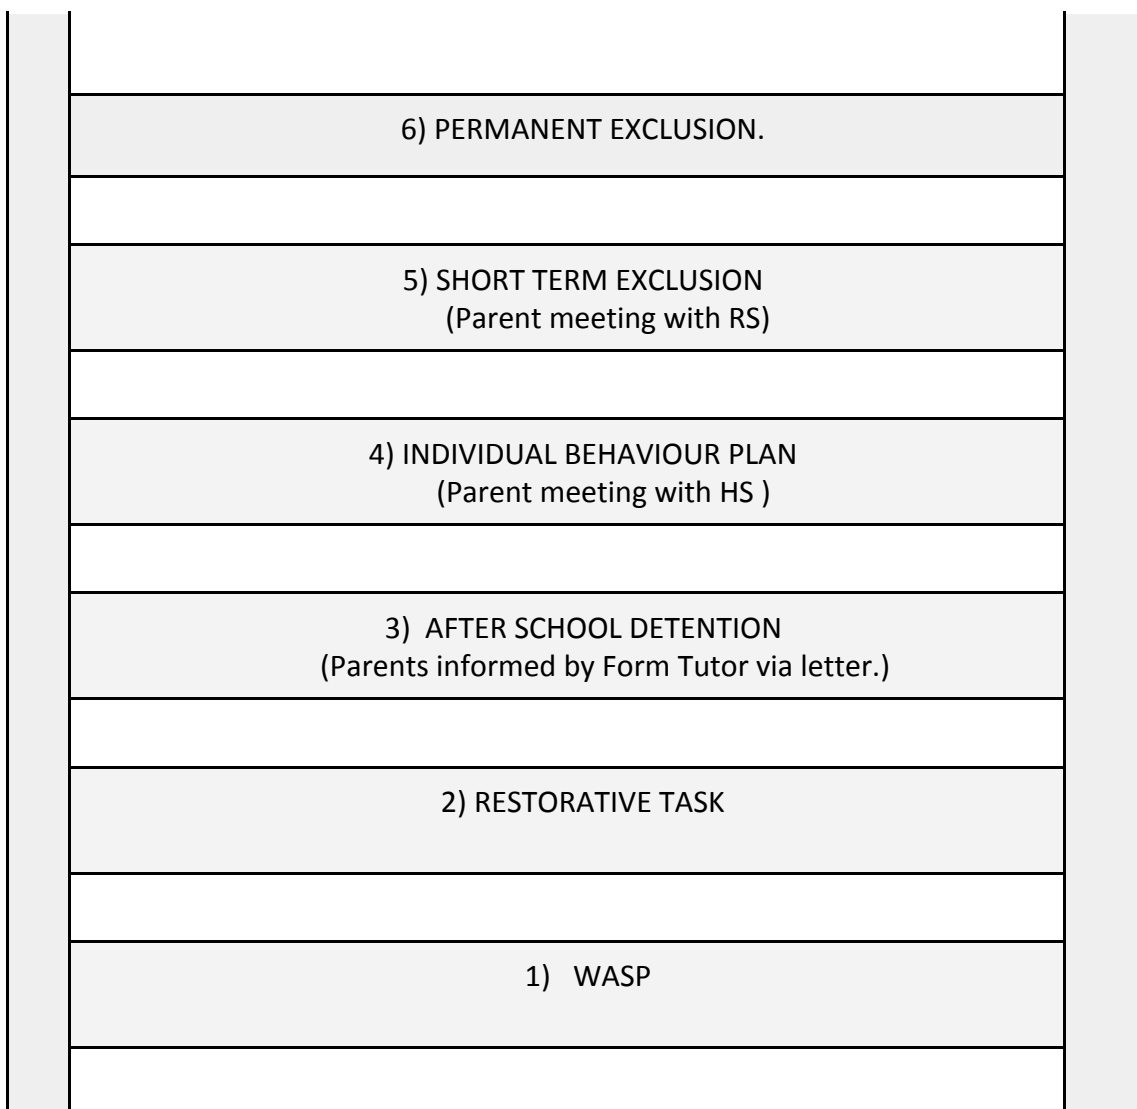 6) PERMANENT EXCLUSION.
5) SHORT TERM EXCLUSION
(Parent meeting with RS)
4) INDIVIDUAL BEHAVIOUR PLAN
(Parent meeting with HS )
3) AFTER SCHOOL DETENTION
(Parents informed by Form Tutor via letter.)
2) RESTORATIVE TASK
1) WASP